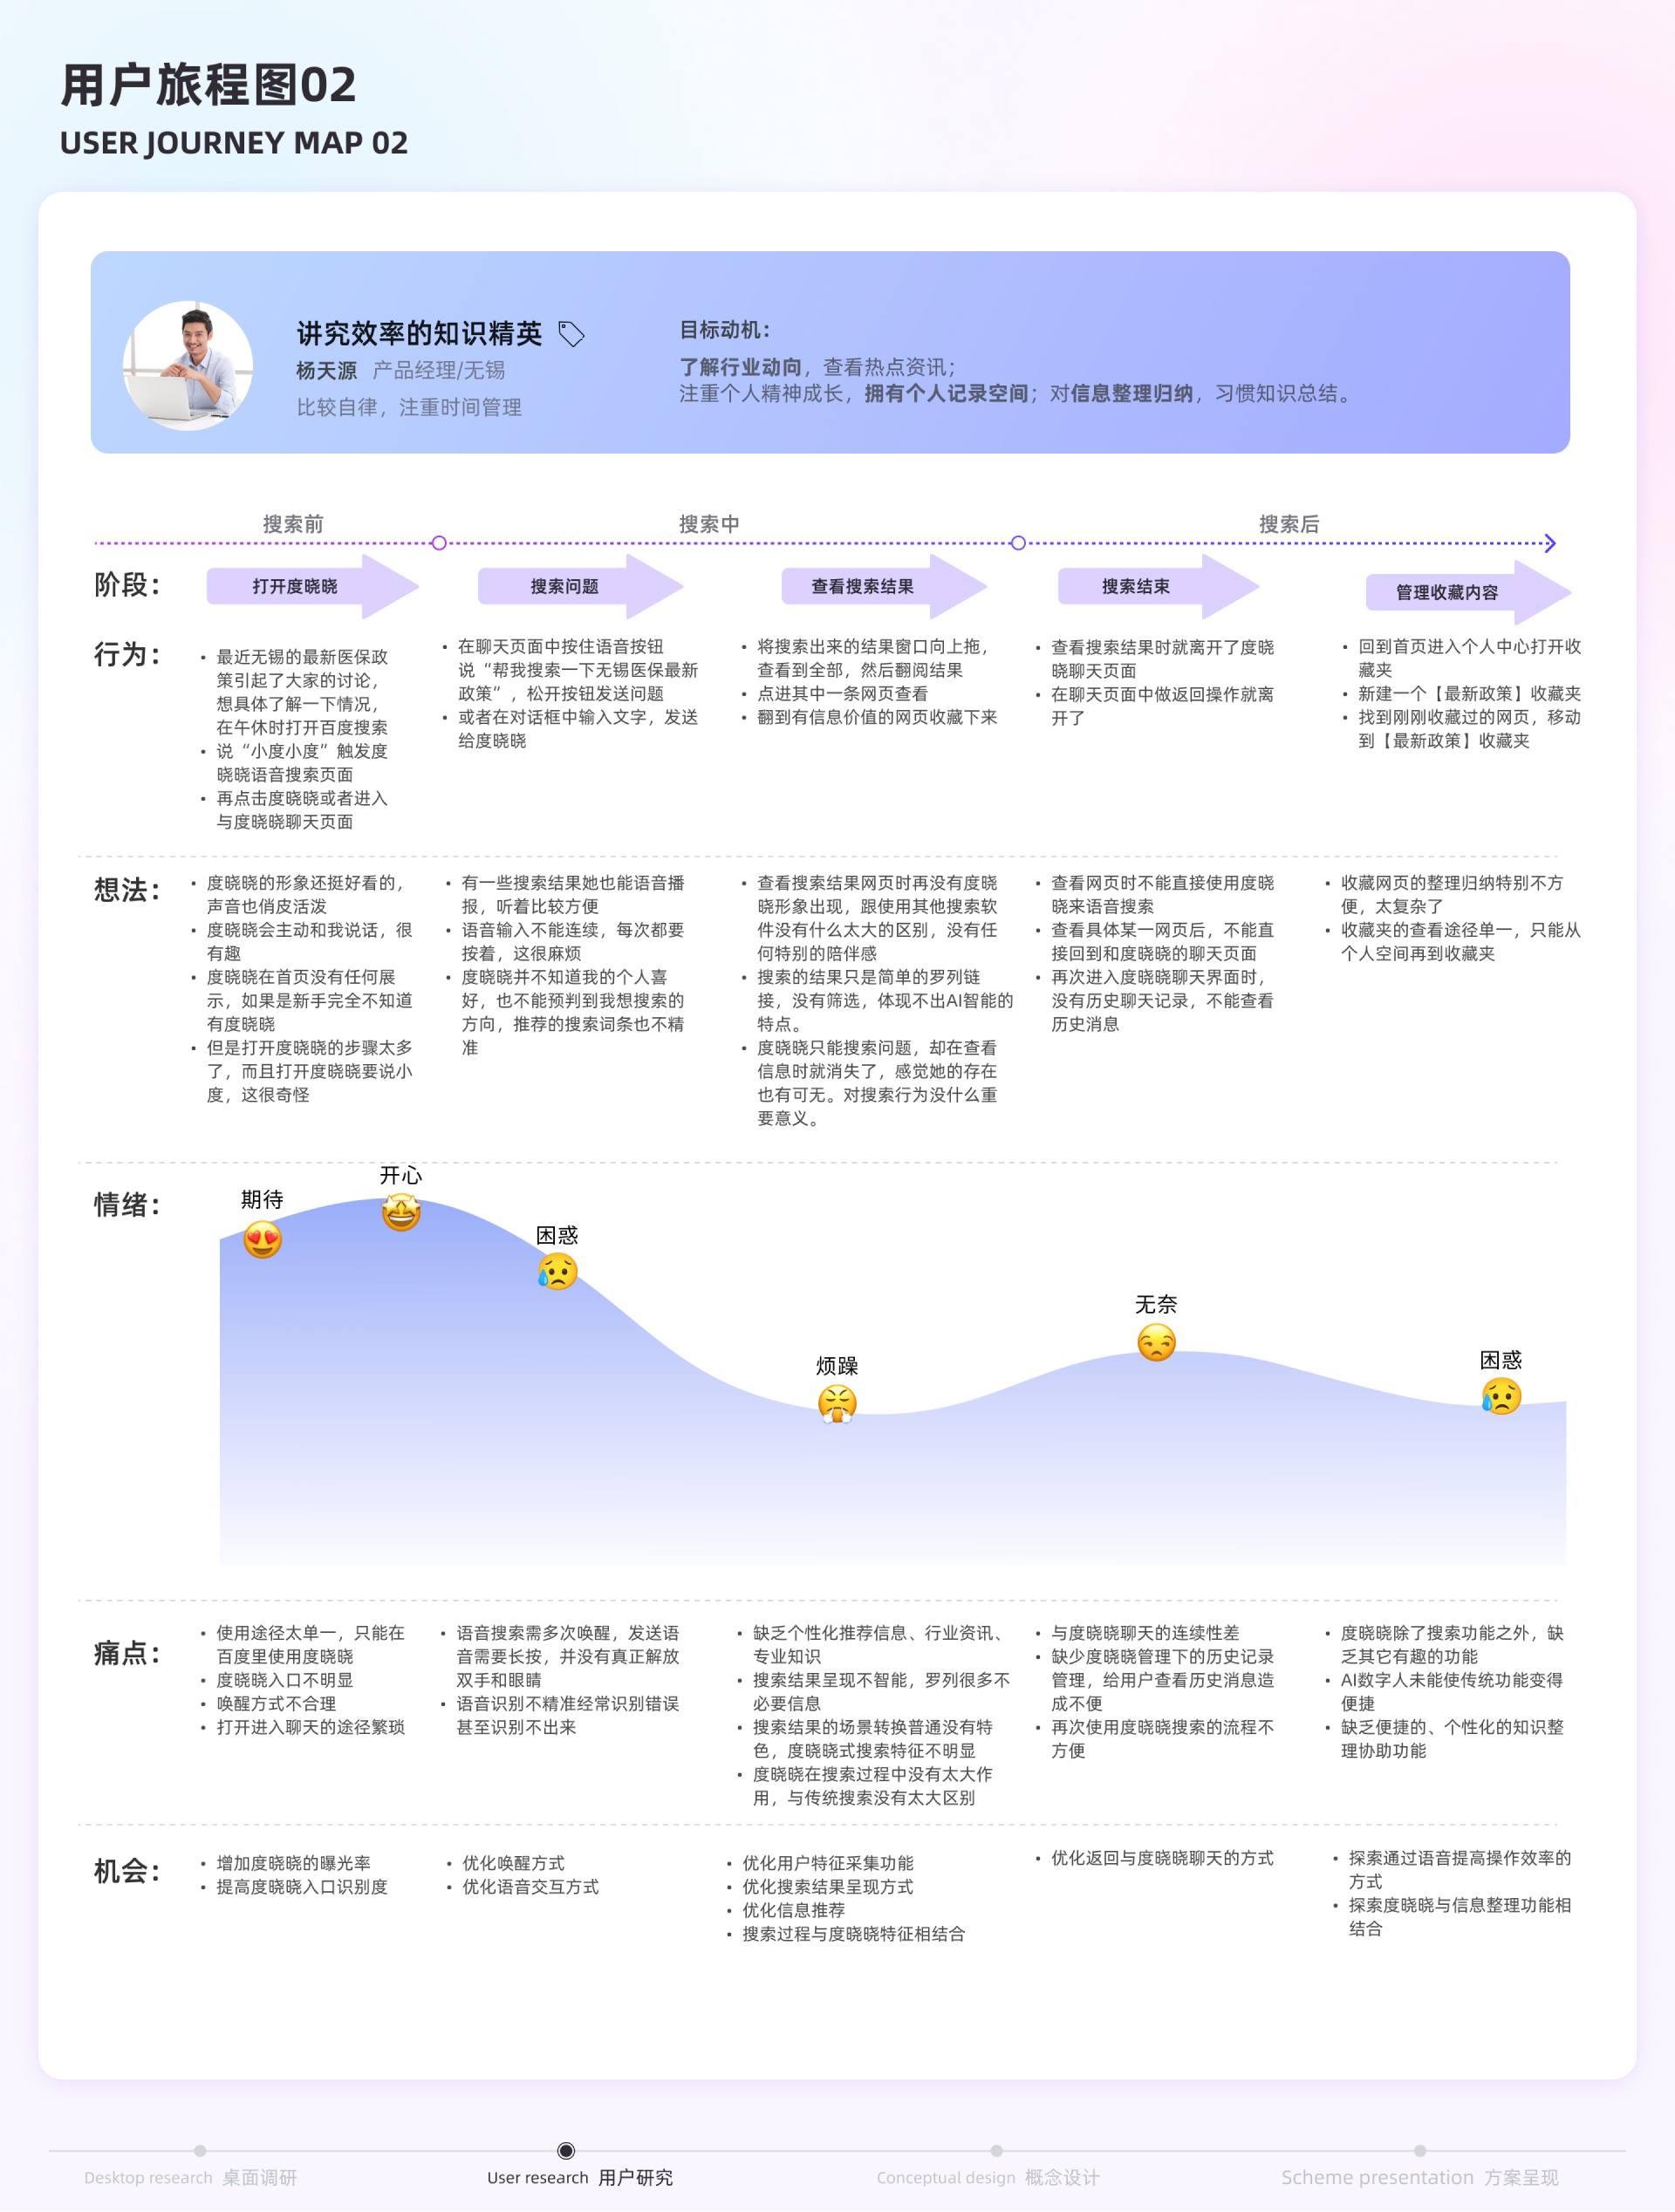 用户旅程图02
USER JOURNEY MAP 02
讲究效率的知识精英
杨天源 产品经理/无锡
比较自律，注重时间管理
目标动机：
了解行业动向，查看热点资讯；
注重个人精神成长，拥有个人记录空间；对信息整理归纳，习惯知识总结。
搜索前
搜索中
搜索后
阶段：
打开度晓晓
搜索问题
查看搜索结果
搜索结束
管理收藏内容
行为：
• 最近无锡的最新医保政
策引起了大家的讨论，
想具体了解一下情况，
在午休时打开百度搜索
• 说“小度小度”触发度
晓晓语音搜索页面
• 再点击度晓晓或者进入
与度晓晓聊天页面
• 在聊天页面中按住语音按钮
说“帮我搜索一下无锡医保最新
政策”，松开按钮发送问题
• 或者在对话框中输入文字，发送
给度晓晓
• 将搜索出来的结果窗口向上拖，
查看到全部，然后翻阅结果
• 点进其中一条网页查看
• 翻到有信息价值的网页收藏下来
• 查看搜索结果时就离开了度晓
晓聊天页面
• 在聊天页面中做返回操作就离
开了
• 回到首页进入个人中心打开收
藏夹
• 新建一个【最新政策】收藏夹
• 找到刚刚收藏过的网页，移动
到【最新政策】收藏夹
想法：
• 度晓晓的形象还挺好看的，
声音也俏皮活泼
• 度晓晓会主动和我说话，很
有趣
• 度晓晓在首页没有任何展
示，如果是新手完全不知道
有度晓晓
• 但是打开度晓晓的步骤太多
了，而且打开度晓晓要说小
度，这很奇怪
• 有一些搜索结果她也能语音播
报，听着比较方便
• 语音输入不能连续，每次都要
按着，这很麻烦
• 度晓晓并不知道我的个人喜
好，也不能预判到我想搜索的
方向，推荐的搜索词条也不精
准
• 查看搜索结果网页时再没有度晓
晓形象出现，跟使用其他搜索软
件没有什么太大的区别，没有任
何特别的陪伴感
• 搜索的结果只是简单的罗列链
接，没有筛选，体现不出AI智能的
特点。
• 度晓晓只能搜索问题，却在查看
信息时就消失了，感觉她的存在
也有可无。对搜索行为没什么重
要意义。
• 查看网页时不能直接使用度晓
晓来语音搜索
• 查看具体某一网页后，不能直
接回到和度晓晓的聊天页面
• 再次进入度晓晓聊天界面时，
没有历史聊天记录，不能查看
历史消息
• 收藏网页的整理归纳特别不方
便，太复杂了
• 收藏夹的查看途径单一，只能从
个人空间再到收藏夹
情绪：
期待
开心
困惑
烦躁
无奈
困惑
痛点：
• 使用途径太单一，只能在
百度里使用度晓晓
• 度晓晓入口不明显
• 唤醒方式不合理
• 打开进入聊天的途径繁琐
• 语音搜索需多次唤醒，发送语
音需要长按，并没有真正解放
双手和眼睛
• 语音识别不精准经常识别错误
甚至识别不出来
• 缺乏个性化推荐信息、行业资讯、
专业知识
• 搜索结果呈现不智能，罗列很多不
必要信息
• 搜索结果的场景转换普通没有特
色，度晓晓式搜索特征不明显
• 度晓晓在搜索过程中没有太大作
用，与传统搜索没有太大区别
• 与度晓晓聊天的连续性差
• 缺少度晓晓管理下的历史记录
管理，给用户查看历史消息造
成不便
• 再次使用度晓晓搜索的流程不
方便
• 度晓晓除了搜索功能之外，缺
乏其它有趣的功能
• AI数字人未能使传统功能变得
便捷
• 缺乏便捷的、个性化的知识整
理协助功能
机会：
• 增加度晓晓的曝光率
• 提高度晓晓入口识别度
• 优化唤醒方式
• 优化语音交互方式
• 优化用户特征采集功能
• 优化搜索结果呈现方式
• 优化信息推荐
• 搜索过程与度晓晓特征相结合
• 优化返回与度晓晓聊天的方式
• 探索通过语音提高操作效率的
方式
• 探索度晓晓与信息整理功能相
结合
Desktop research 桌面调研
User research 用户研究
Conceptual design 概念设计
Scheme presentation 方案呈现